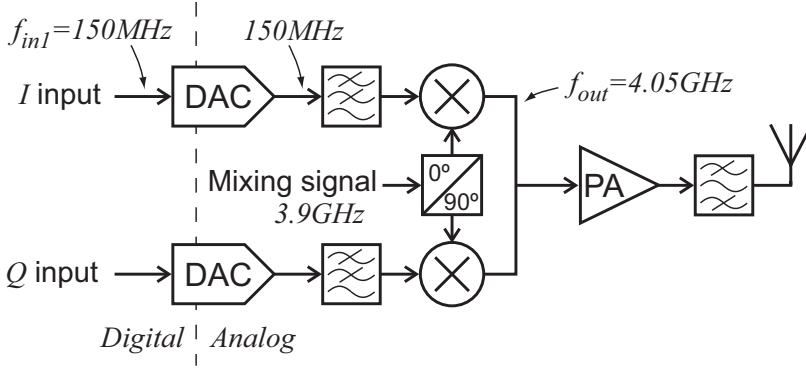 f_in1=150MHz
150MHz
I input
DAC
f_out=4.05GHz
Mixing signal
3.9GHz
0º
90º
PA
Q input
DAC
Digital
Analog